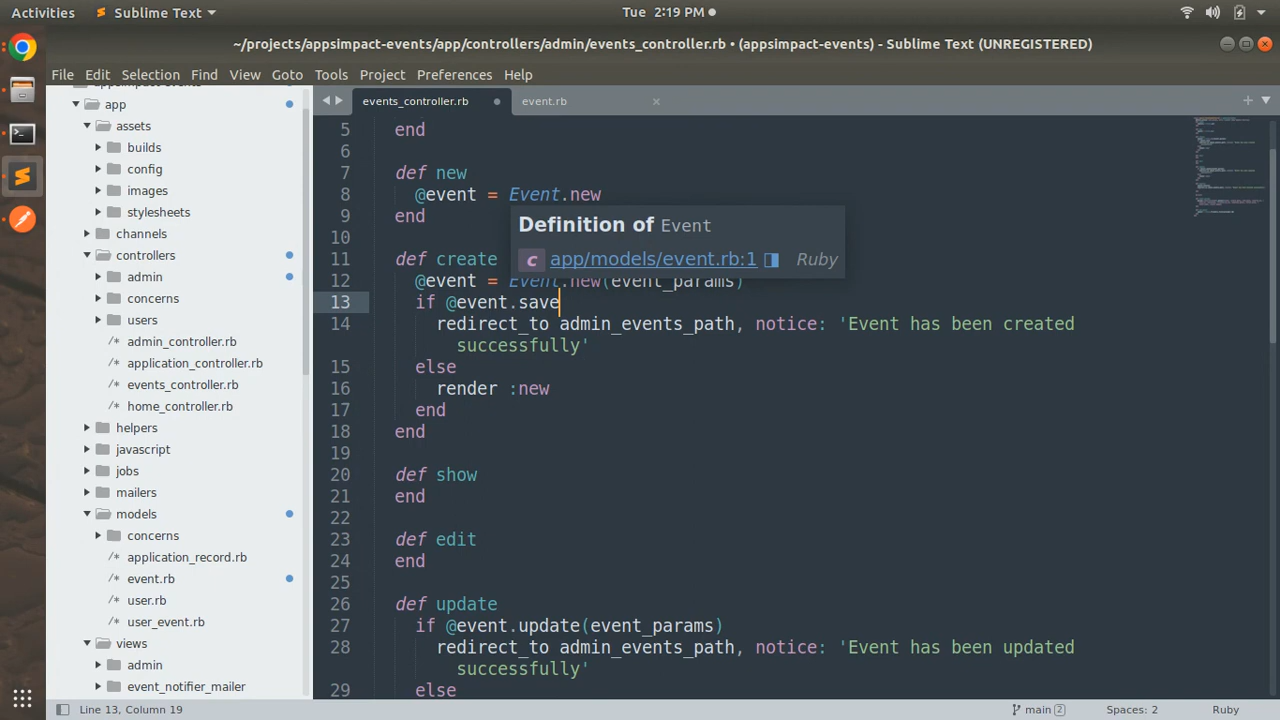 Activities Sublime Text Tue 2:19 PM
~/projects/appsimpact-events/app/controllers/admin/events_controller.rb • (appsimpact-events) - Sublime Text (UNREGISTERED)
File Edit Selection Find View Goto Tools Project Preferences Help
appsimpact-events
app
assets
builds
config
images
stylesheets
channels
controllers
admin
concerns
users
admin_controller.rb
application_controller.rb
events_controller.rb
home_controller.rb
helpers
javascript
jobs
mailers
models
concerns
application_record.rb
event.rb
user.rb
user_event.rb
views
admin
event_notifier_mailer
events_controller.rb event.rb
5 end
6
7 def new
8 @event = Event.new
9 end
10
Definition of Event
c app/models/event.rb:1 Ruby
11 def create
12 @event = Event.new(event_params)
13 if @event.save
14 redirect_to admin_events_path, notice: 'Event has been created
successfully'
15 else
16 render :new
17 end
18 end
19
20 def show
21 end
22
23 def edit
24 end
25
26 def update
27 if @event.update(event_params)
28 redirect_to admin_events_path, notice: 'Event has been updated
successfully'
29 else
Line 13, Column 19 main 2 Spaces: 2 Ruby